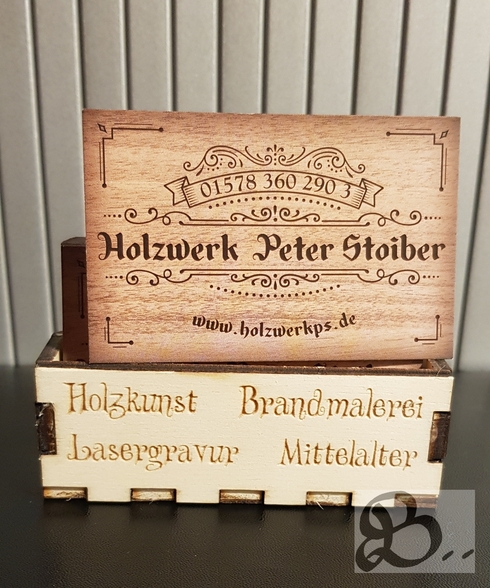 01578 360 290 3
Holzwerk Peter Stoiber
www.holzwerkps.de
Holzkunst Brandmalerei
Lasergravur Mittelalter
B..